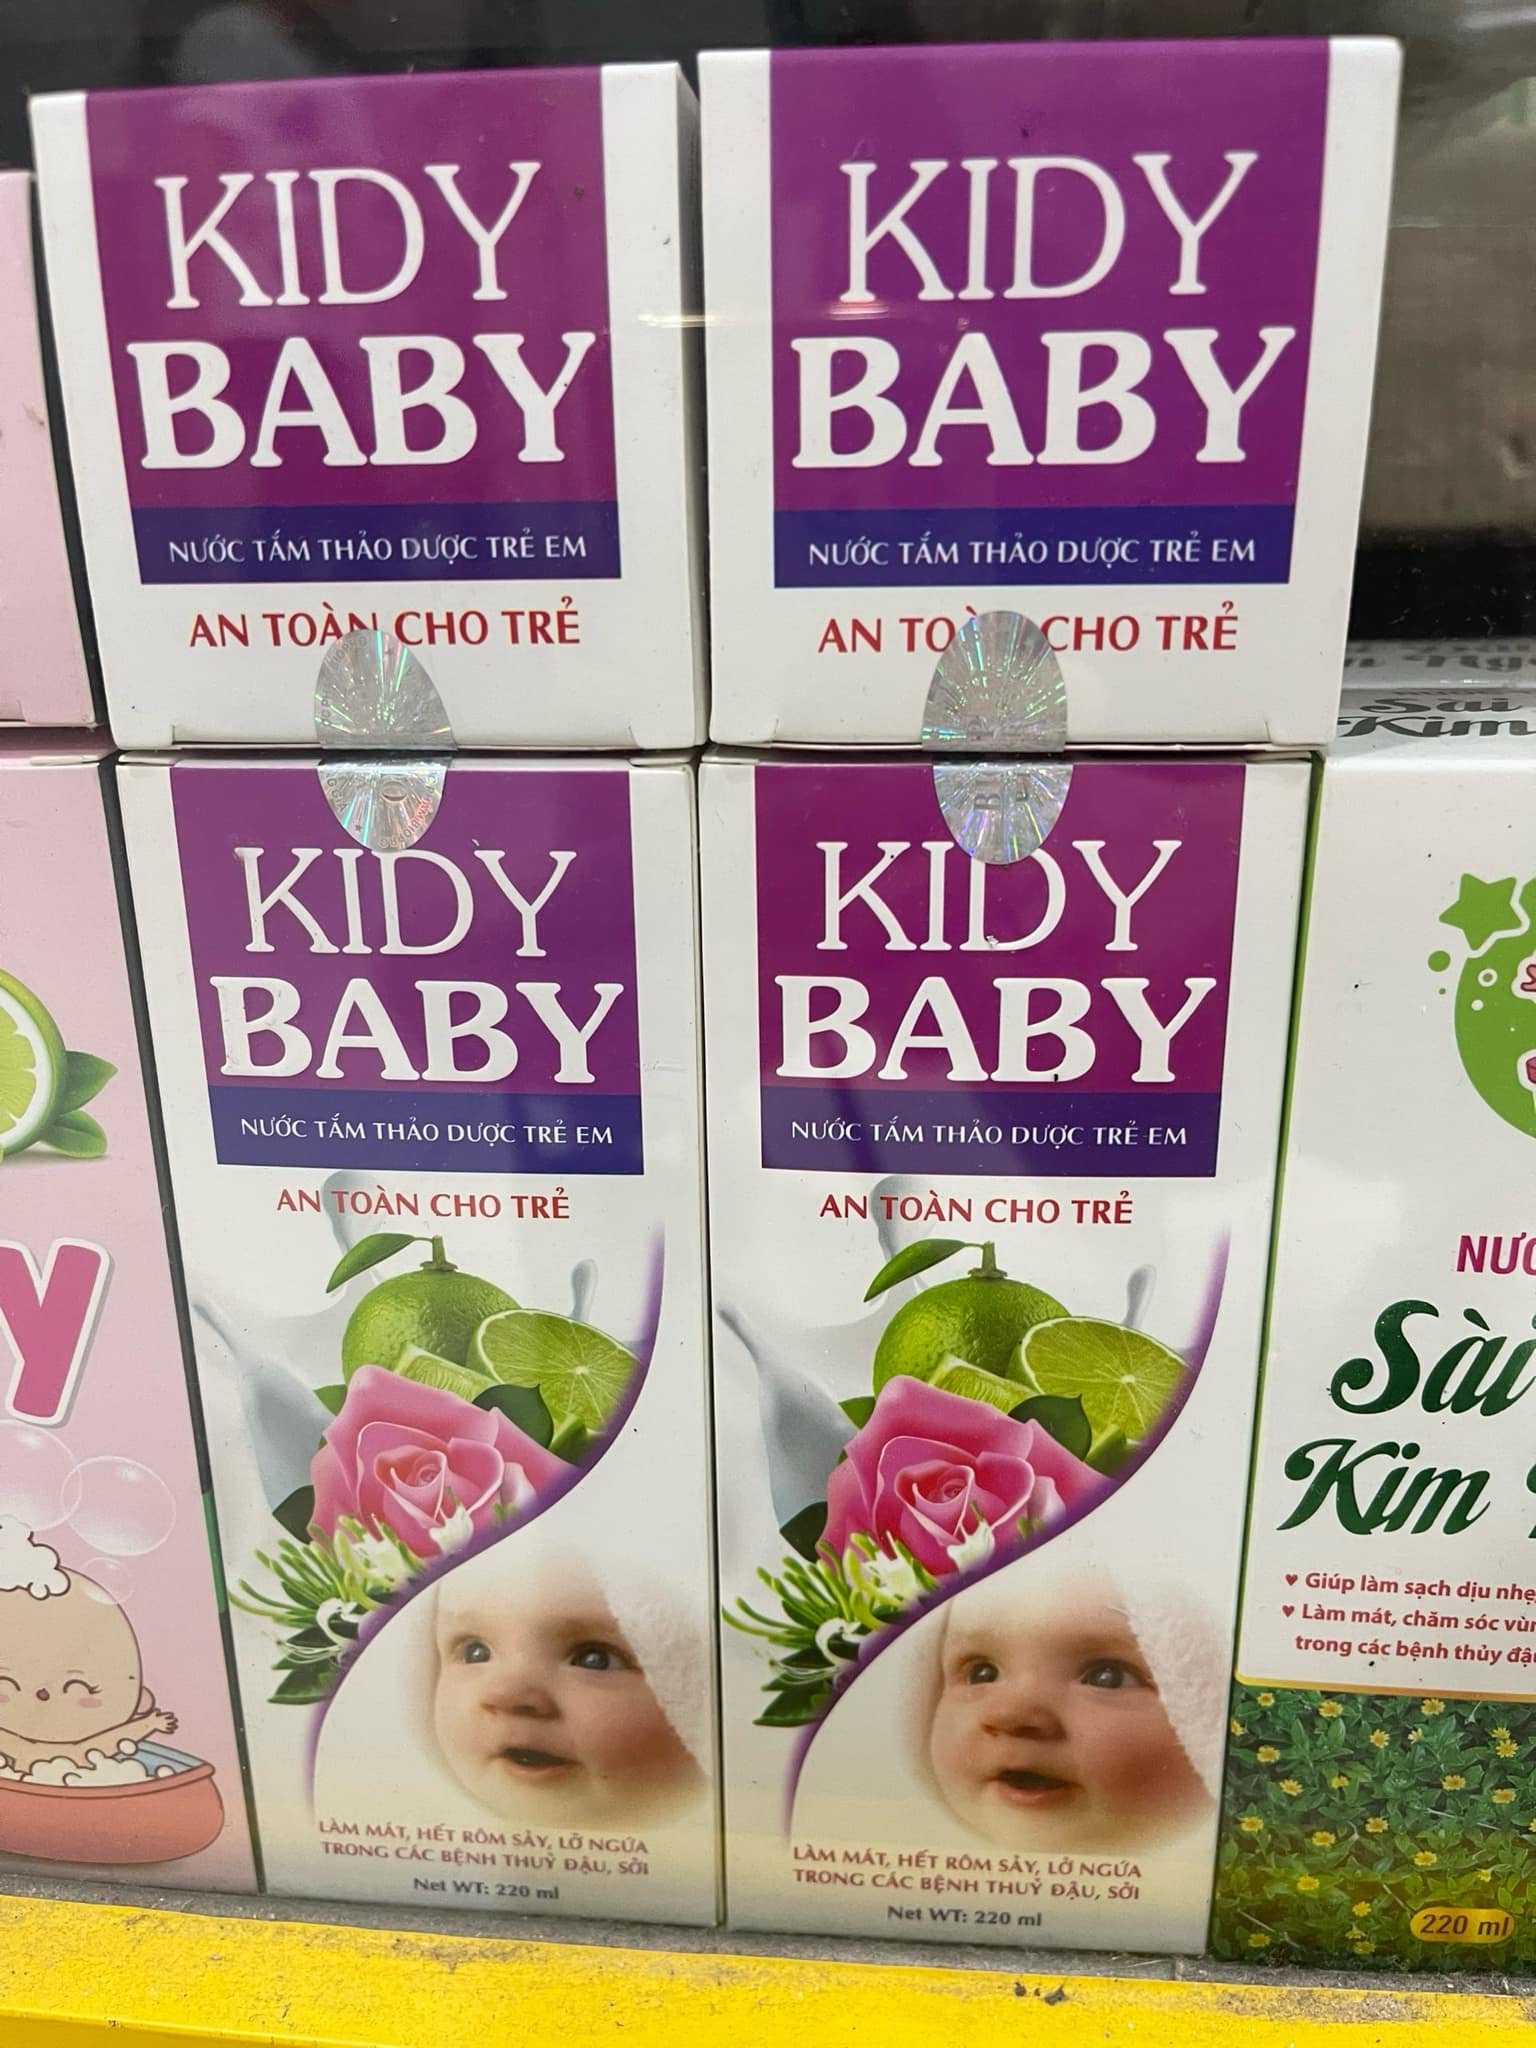 KIDY
BABY
NƯỚC TẮM THẢO DƯỢC TRẺ EM
AN TOÀN CHO TRẺ
KIDY
BABY
NƯỚC TẮM THẢO DƯỢC TRẺ EM
AN CHO TRẺ
KIDY
BABY
NƯỚC TẮM THẢO DƯỢC TRẺ EM
AN TOÀN CHO TRẺ
LÀM MÁT, HẾT RÔM SẢY, LỞ NGỨA
TRONG CÁC BỆNH THUỶ ĐẬU, SỞI
Net WT: 220 ml
KIDY
BABY
NƯỚC TẮM THẢO DƯỢC TRẺ EM
AN TOÀN CHO TRẺ
LÀM MÁT, HẾT RÔM SẢY, LỞ NGỨA
TRONG CÁC BỆNH THUỶ ĐẬU, SỞI
Net WT: 220 ml
Y
Sài
Kim
Sài
Kim
♥ Giúp làm sạch dịu nhẹ
♥ Làm mát, chăm sóc
trong các bệnh thủy
220 ml